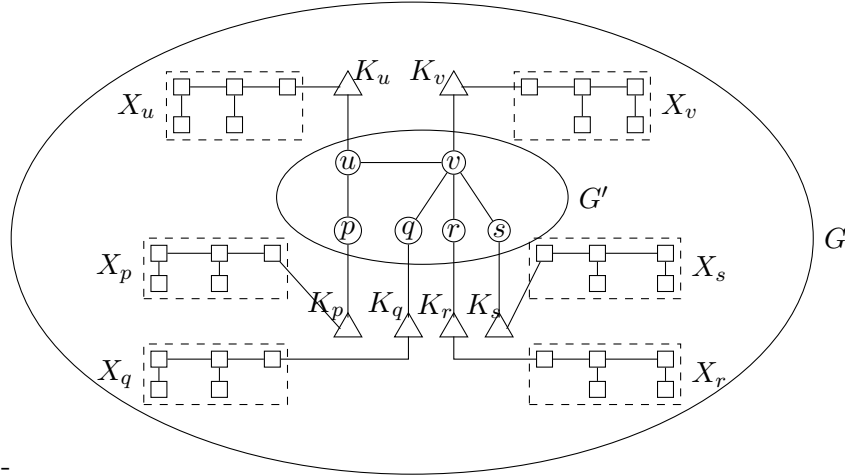 K_u K_v
X_u X_v
u v
G'
p q r s
G
X_p X_s
K_p K_q K_r K_s
X_q X_r
-